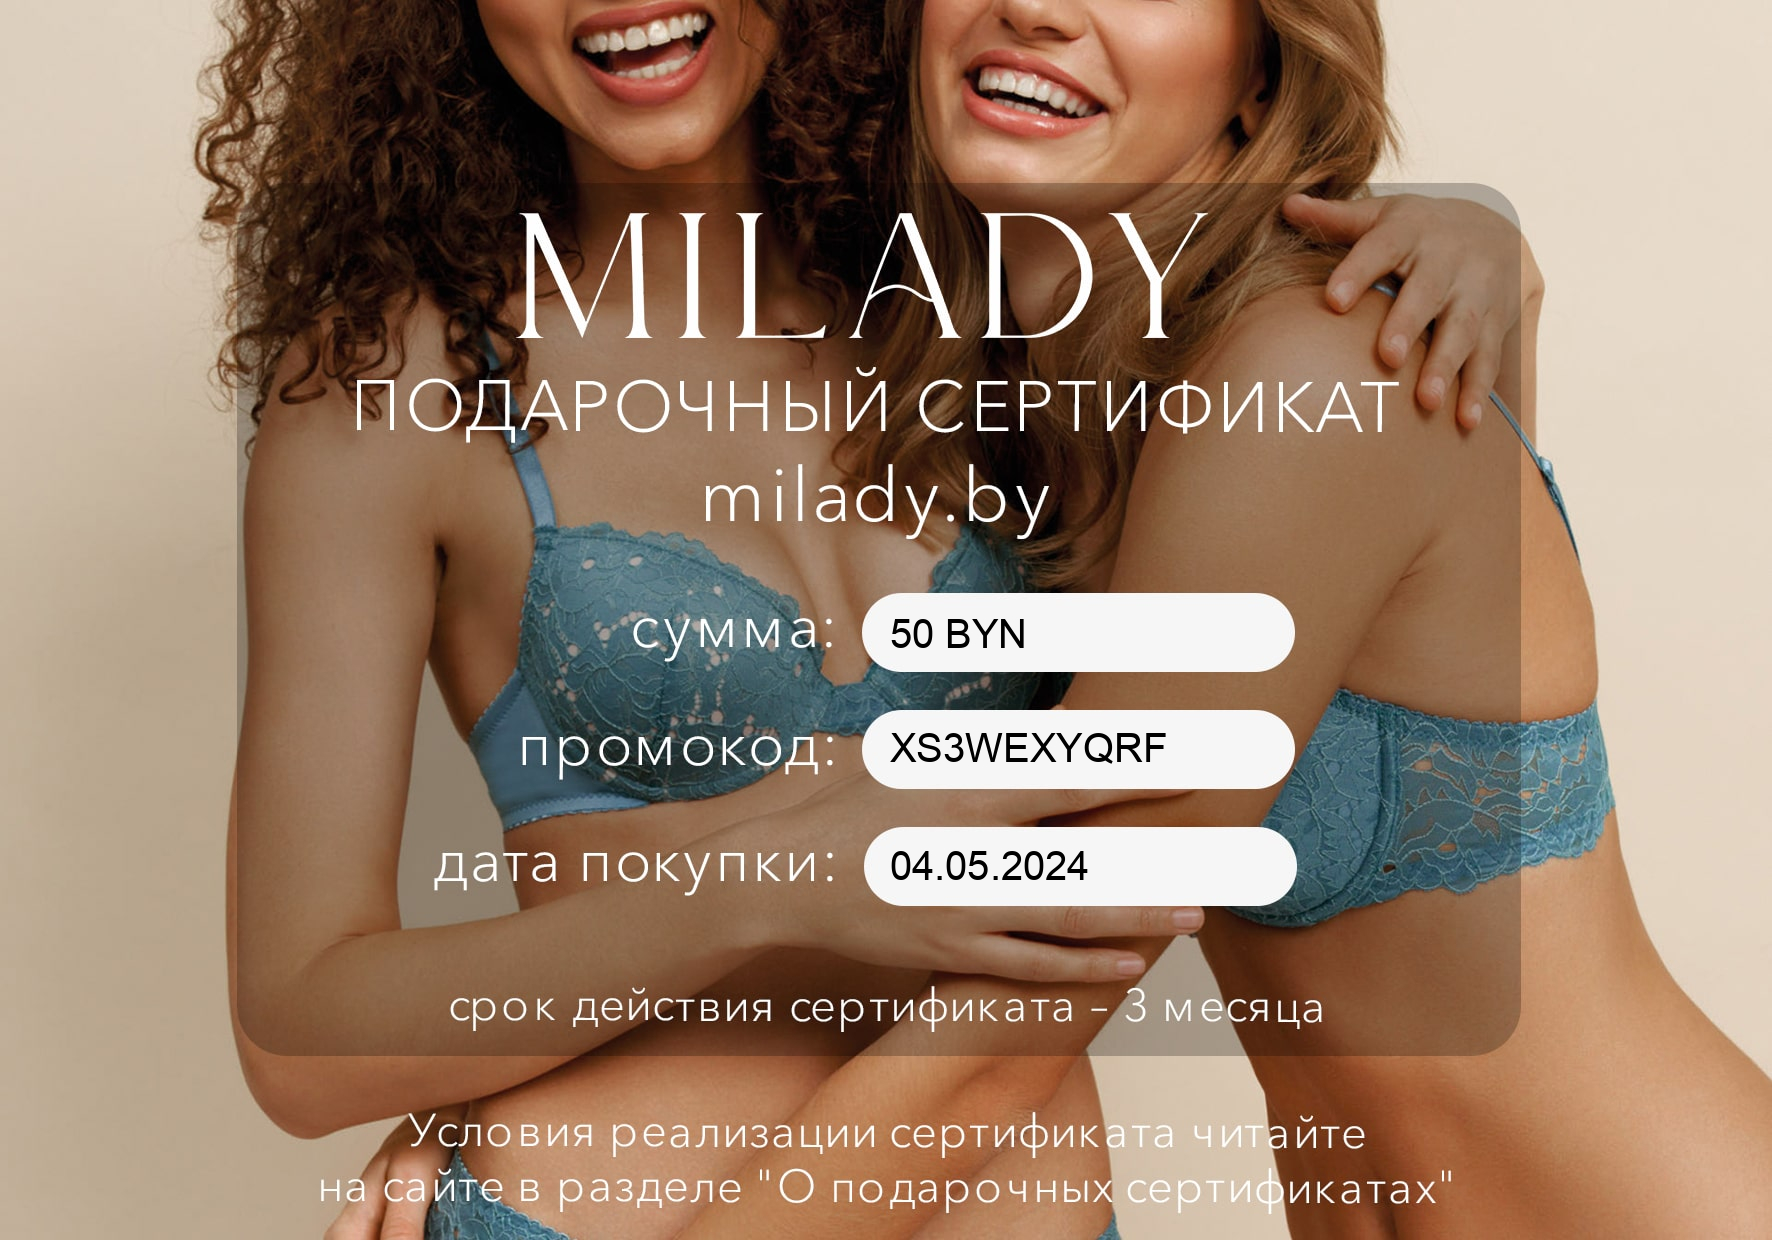 MILADY
ПОДАРОЧНЫЙ СЕРТИФИКАТ
milady.by
сумма: 50 BYN
промокод: XS3WEXYQRF
дата покупки: 04.05.2024
срок действия сертификата – 3 месяца
Условия реализации сертификата читайте
на сайте в разделе "О подарочных сертификатах"